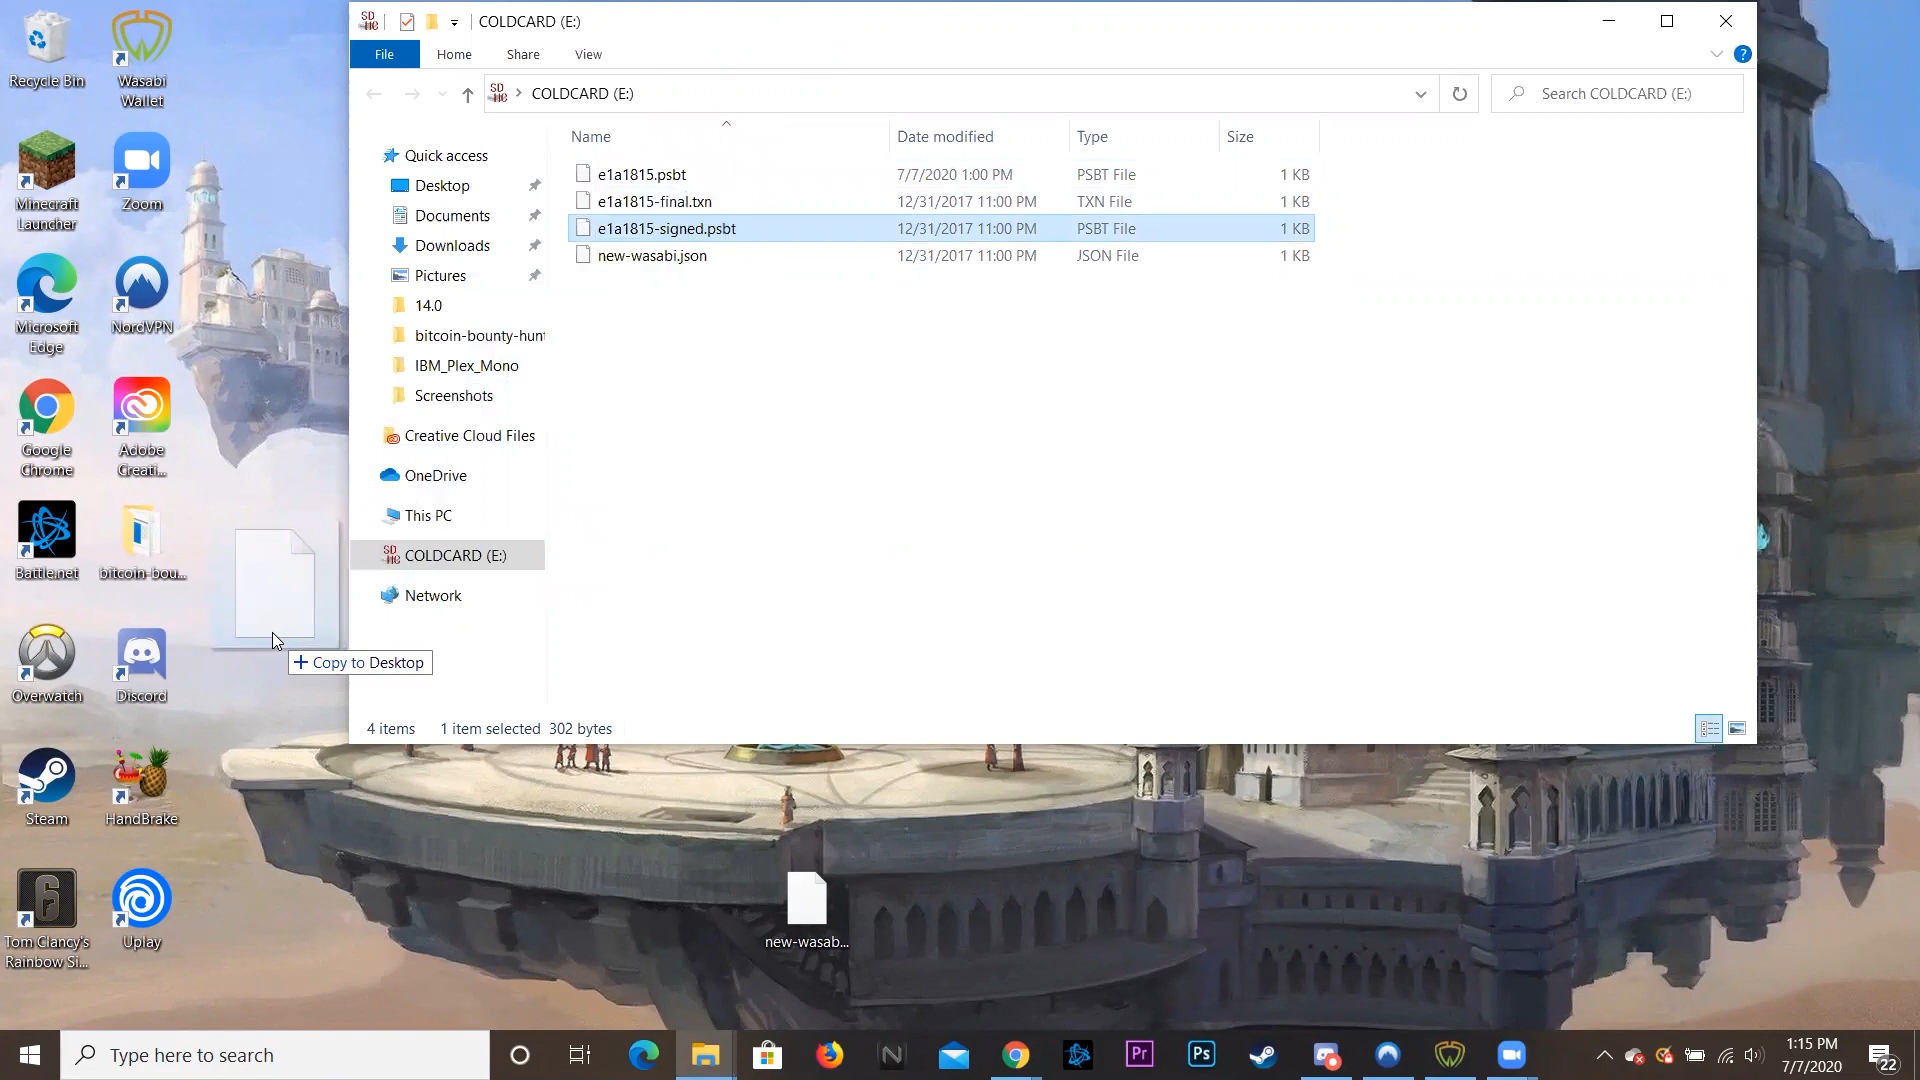 COLDCARD (E:)
File Home Share View
COLDCARD (E:)
Search COLDCARD (E:)
Name Date modified Type Size
e1a1815.psbt 7/7/2020 1:00 PM PSBT File 1 KB
e1a1815-final.txn 12/31/2017 11:00 PM TXN File 1 KB
e1a1815-signed.psbt 12/31/2017 11:00 PM PSBT File 1 KB
new-wasabi.json 12/31/2017 11:00 PM JSON File 1 KB
Quick access
Desktop
Documents
Downloads
Pictures
14.0
bitcoin-bounty-hunt
IBM_Plex_Mono
Screenshots
Creative Cloud Files
OneDrive
This PC
COLDCARD (E:)
Network
4 items 1 item selected 302 bytes
Copy to Desktop
Recycle Bin
Wasabi
Wallet
Minecraft
Launcher
Zoom
Microsoft
Edge
NordVPN
Google
Chrome
Adobe
Creati...
Battle.net
bitcoin-bou...
Overwatch
Discord
Steam
HandBrake
Tom Clancy's
Rainbow Si...
Uplay
new-wasab...
Type here to search
N
Pr
Ps
1:15 PM
7/7/2020
22